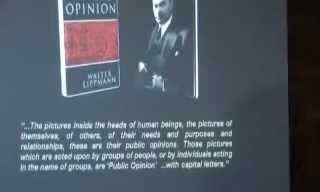 OPINION
WALTER
LIPPMANN
"...The pictures inside the heads of human beings, the pictures of
themselves, of others, of their needs and purposes and
relationships, these are their public opinions. Those pictures
which are acted upon by groups of people, or by individuals acting
in the name of groups, are 'Public Opinion' ...with capital letters."